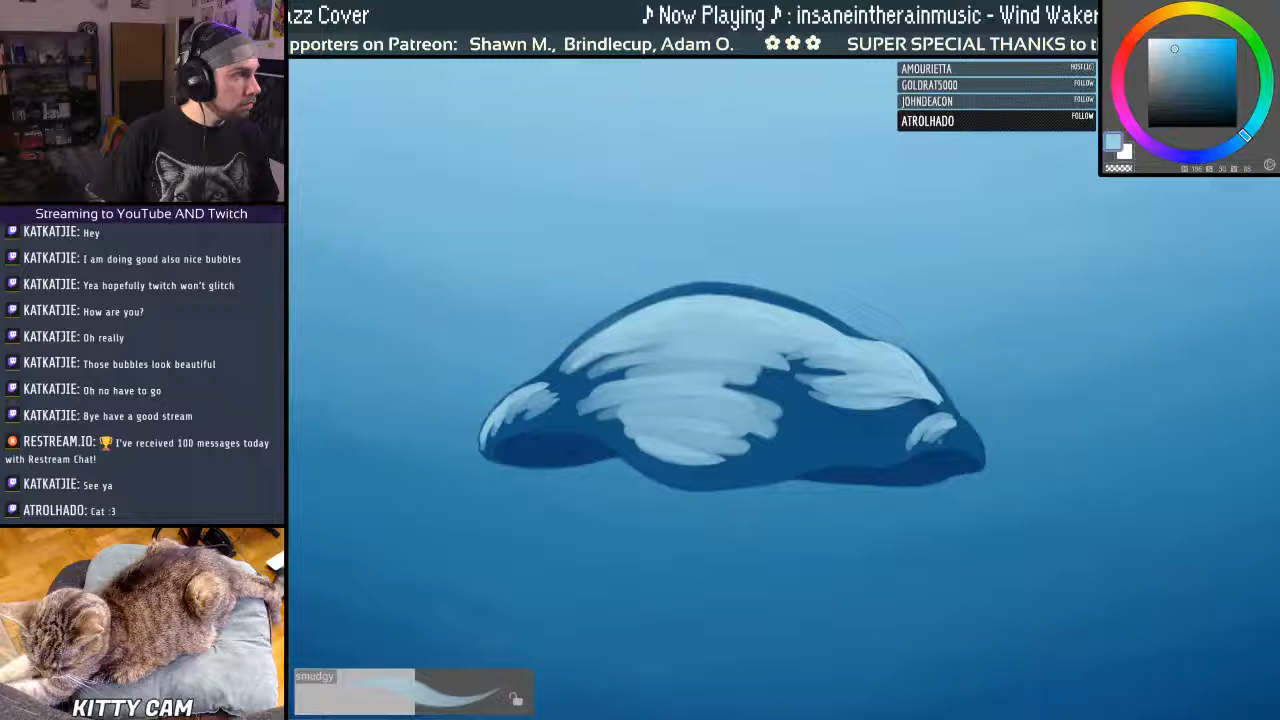 azz Cover
♪ Now Playing ♪ : insaneintherainmusic - Wind Waker
pporters on Patreon: Shawn M., Brindlecup, Adam O. ✿ ✿ ✿ SUPER SPECIAL THANKS to t
AMOURIETTA HOST(36)
GOLDRAT5000 FOLLOW
JOHNDEACON FOLLOW
ATROLHADO FOLLOW
Streaming to YouTube AND Twitch
KATKATJIE: Hey
KATKATJIE: I am doing good also nice bubbles
KATKATJIE: Yea hopefully twitch won't glitch
KATKATJIE: How are you?
KATKATJIE: Oh really
KATKATJIE: Those bubbles look beautiful
KATKATJIE: Oh no have to go
KATKATJIE: Bye have a good stream
RESTREAM.IO: 🏆 I've received 100 messages today
with Restream Chat!
KATKATJIE: See ya
ATROLHADO: Cat :3
KITTY CAM
smudgy